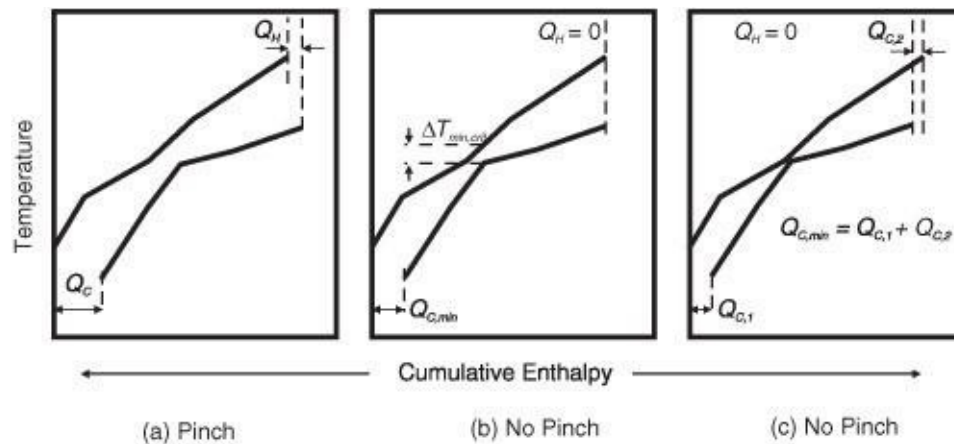 Temperature
Q_H
Q_C
(a) Pinch
Q_H = 0
ΔT_min,crit
Q_C,min
(b) No Pinch
Q_H = 0
Q_C,2
Q_C,min = Q_C,1 + Q_C,2
Q_C,1
(c) No Pinch
Cumulative Enthalpy